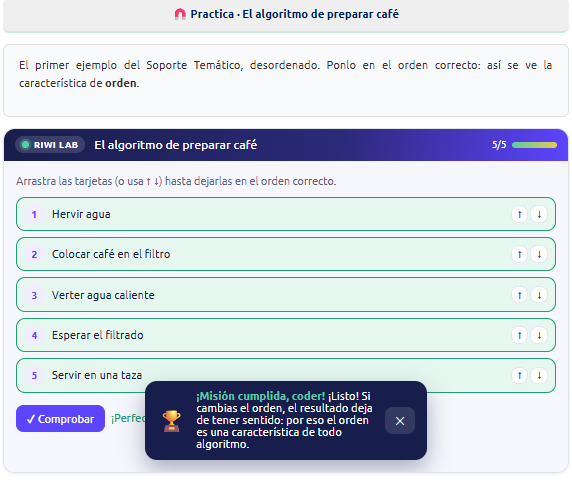 Practica · El algoritmo de preparar café
El primer ejemplo del Soporte Temático, desordenado. Ponlo en el orden correcto: así se ve la
característica de orden.
RIWI LAB El algoritmo de preparar café 5/5
Arrastra las tarjetas (o usa ↑ ↓) hasta dejarlas en el orden correcto.
1 Hervir agua ↑ ↓
2 Colocar café en el filtro ↑ ↓
3 Verter agua caliente ↑ ↓
4 Esperar el filtrado ↑ ↓
5 Servir en una taza ↑ ↓
✓ Comprobar
¡Misión cumplida, coder! ¡Listo! Si
cambias el orden, el resultado deja
de tener sentido: por eso el orden
es una característica de todo
algoritmo.